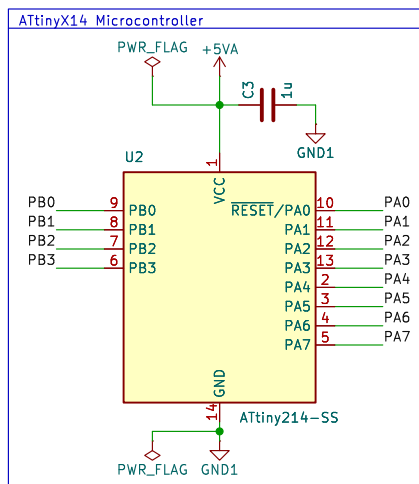 ATtinyX14 Microcontroller
PWR_FLAG +5VA
C3 1u
GND1
U2
1
VCC
PB0 9 PB0 RESET/PA0 10 PA0
PB1 8 PB1 PA1 11 PA1
PB2 7 PB2 PA2 12 PA2
PB3 6 PB3 PA3 13 PA3
PA4 2 PA4
PA5 3 PA5
PA6 4 PA6
PA7 5 PA7
GND
14 ATtiny214-SS
PWR_FLAG GND1